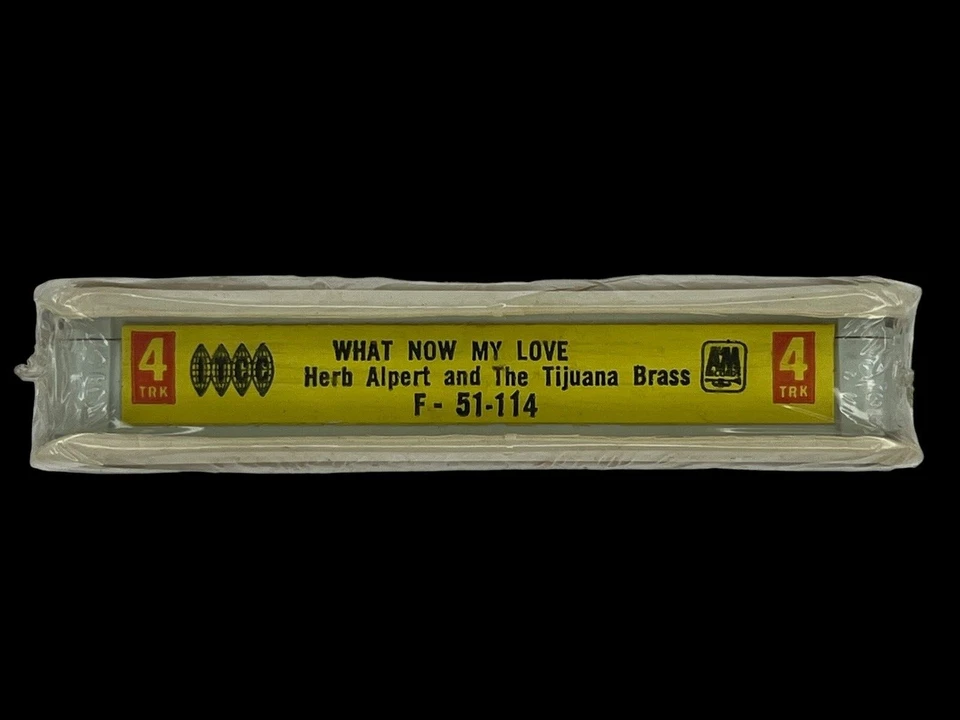 4
TRK
ITCC
WHAT NOW MY LOVE
Herb Alpert and The Tijuana Brass
F - 51-114
A&M
4
TRK